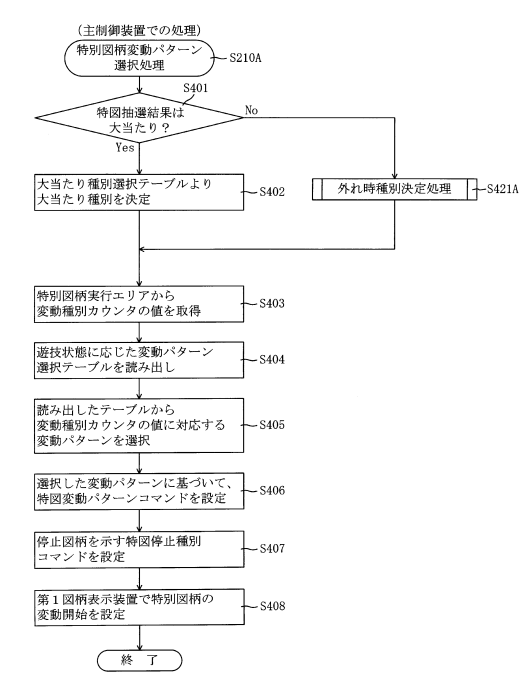 (主制御装置での処理)
特別図柄変動パターン
選択処理
S210A
S401
特図抽選結果は
大当たり？
No
Yes
大当たり種別選択テーブルより
大当たり種別を決定
S402
外れ時種別決定処理
S421A
特別図柄実行エリアから
変動種別カウンタの値を取得
S403
遊技状態に応じた変動パターン
選択テーブルを読み出し
S404
読み出したテーブルから
変動種別カウンタの値に対応する
変動パターンを選択
S405
選択した変動パターンに基づいて、
特図変動パターンコマンドを設定
S406
停止図柄を示す特図停止種別
コマンドを設定
S407
第１図柄表示装置で特別図柄の
変動開始を設定
S408
終 了